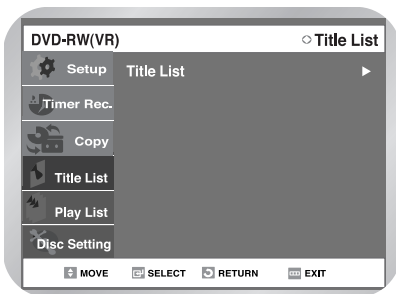 DVD-RW(VR) Title List
Setup
Title List ►
Timer Rec.
Copy
Title List
Play List
Disc Setting
MOVE SELECT RETURN EXIT